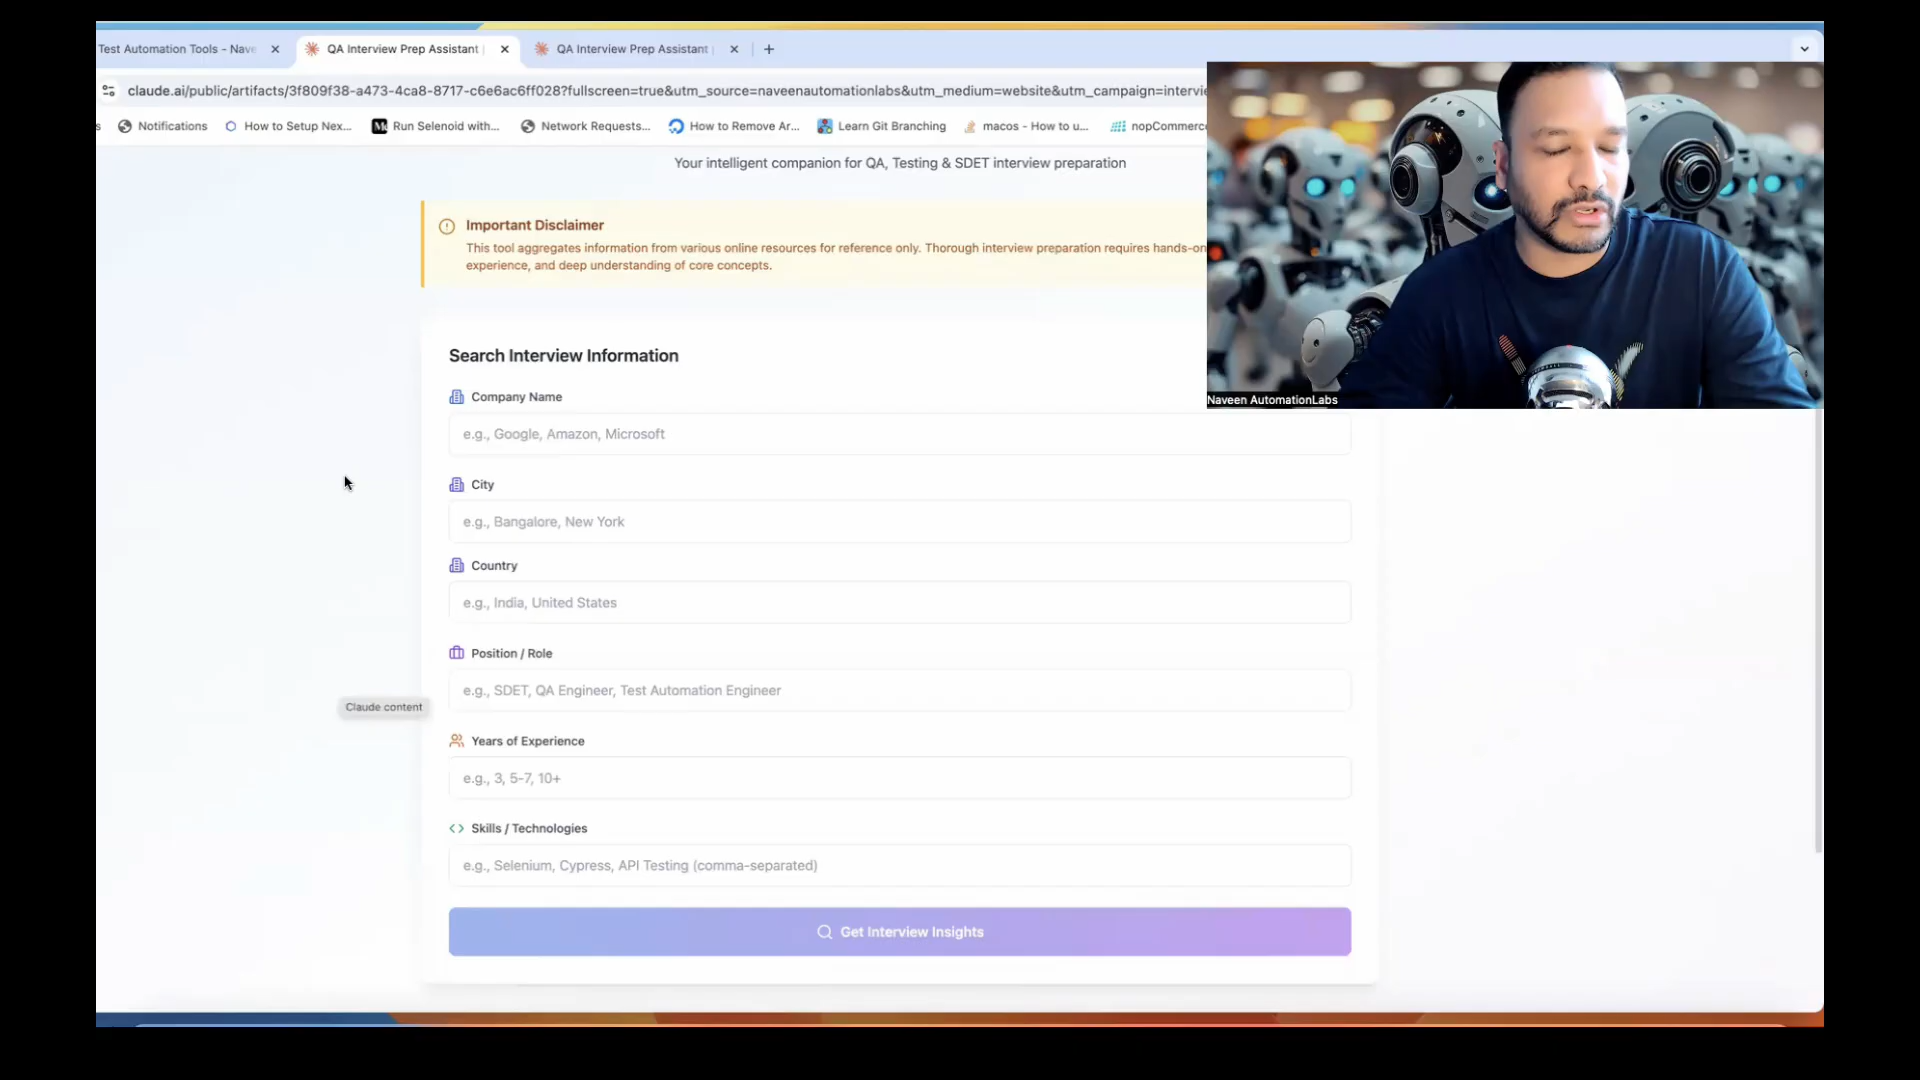 Test Automation Tools - Nave
QA Interview Prep Assistant
QA Interview Prep Assistant
claude.ai/public/artifacts/3f809f38-a473-4ca8-8717-c6e6ac6ff028?fullscreen=true&utm_source=naveenautomationlabs&utm_medium=website&utm_campaign=intervie
s
Notifications
How to Setup Nex...
Run Selenoid with...
Network Requests...
How to Remove Ar...
Learn Git Branching
macos - How to u...
nopCommerc
Your intelligent companion for QA, Testing & SDET interview preparation
Important Disclaimer
This tool aggregates information from various online resources for reference only. Thorough interview preparation requires hands-on
experience, and deep understanding of core concepts.
Naveen AutomationLabs
Search Interview Information
Company Name
e.g., Google, Amazon, Microsoft
City
e.g., Bangalore, New York
Country
e.g., India, United States
Position / Role
e.g., SDET, QA Engineer, Test Automation Engineer
Claude content
Years of Experience
e.g., 3, 5-7, 10+
Skills / Technologies
e.g., Selenium, Cypress, API Testing (comma-separated)
Get Interview Insights